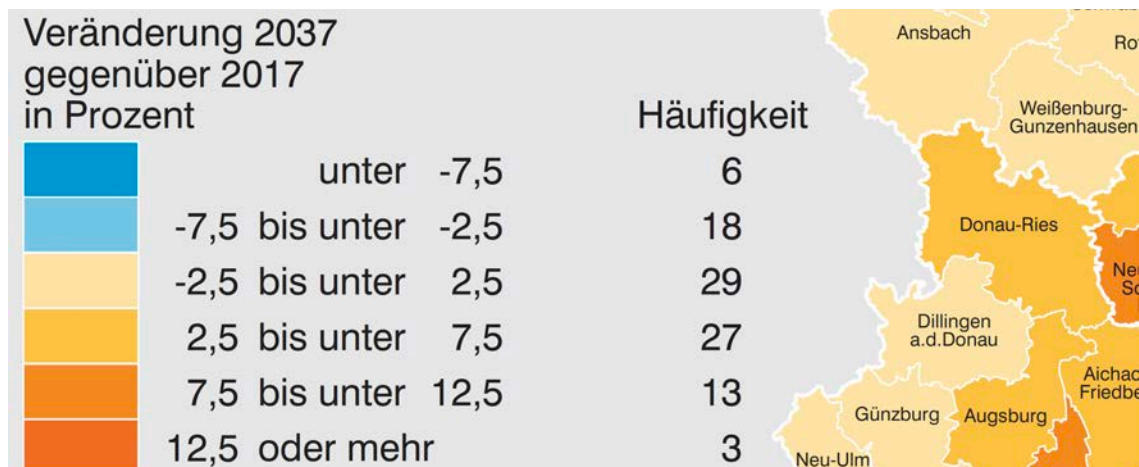 Veränderung 2037
gegenüber 2017
in Prozent
Häufigkeit
unter -7,5 6
-7,5 bis unter -2,5 18
-2,5 bis unter 2,5 29
2,5 bis unter 7,5 27
7,5 bis unter 12,5 13
12,5 oder mehr 3
Ansbach
Weißenburg-
Gunzenhausen
Donau-Ries
Dillingen
a.d.Donau
Günzburg
Augsburg
Neu-Ulm